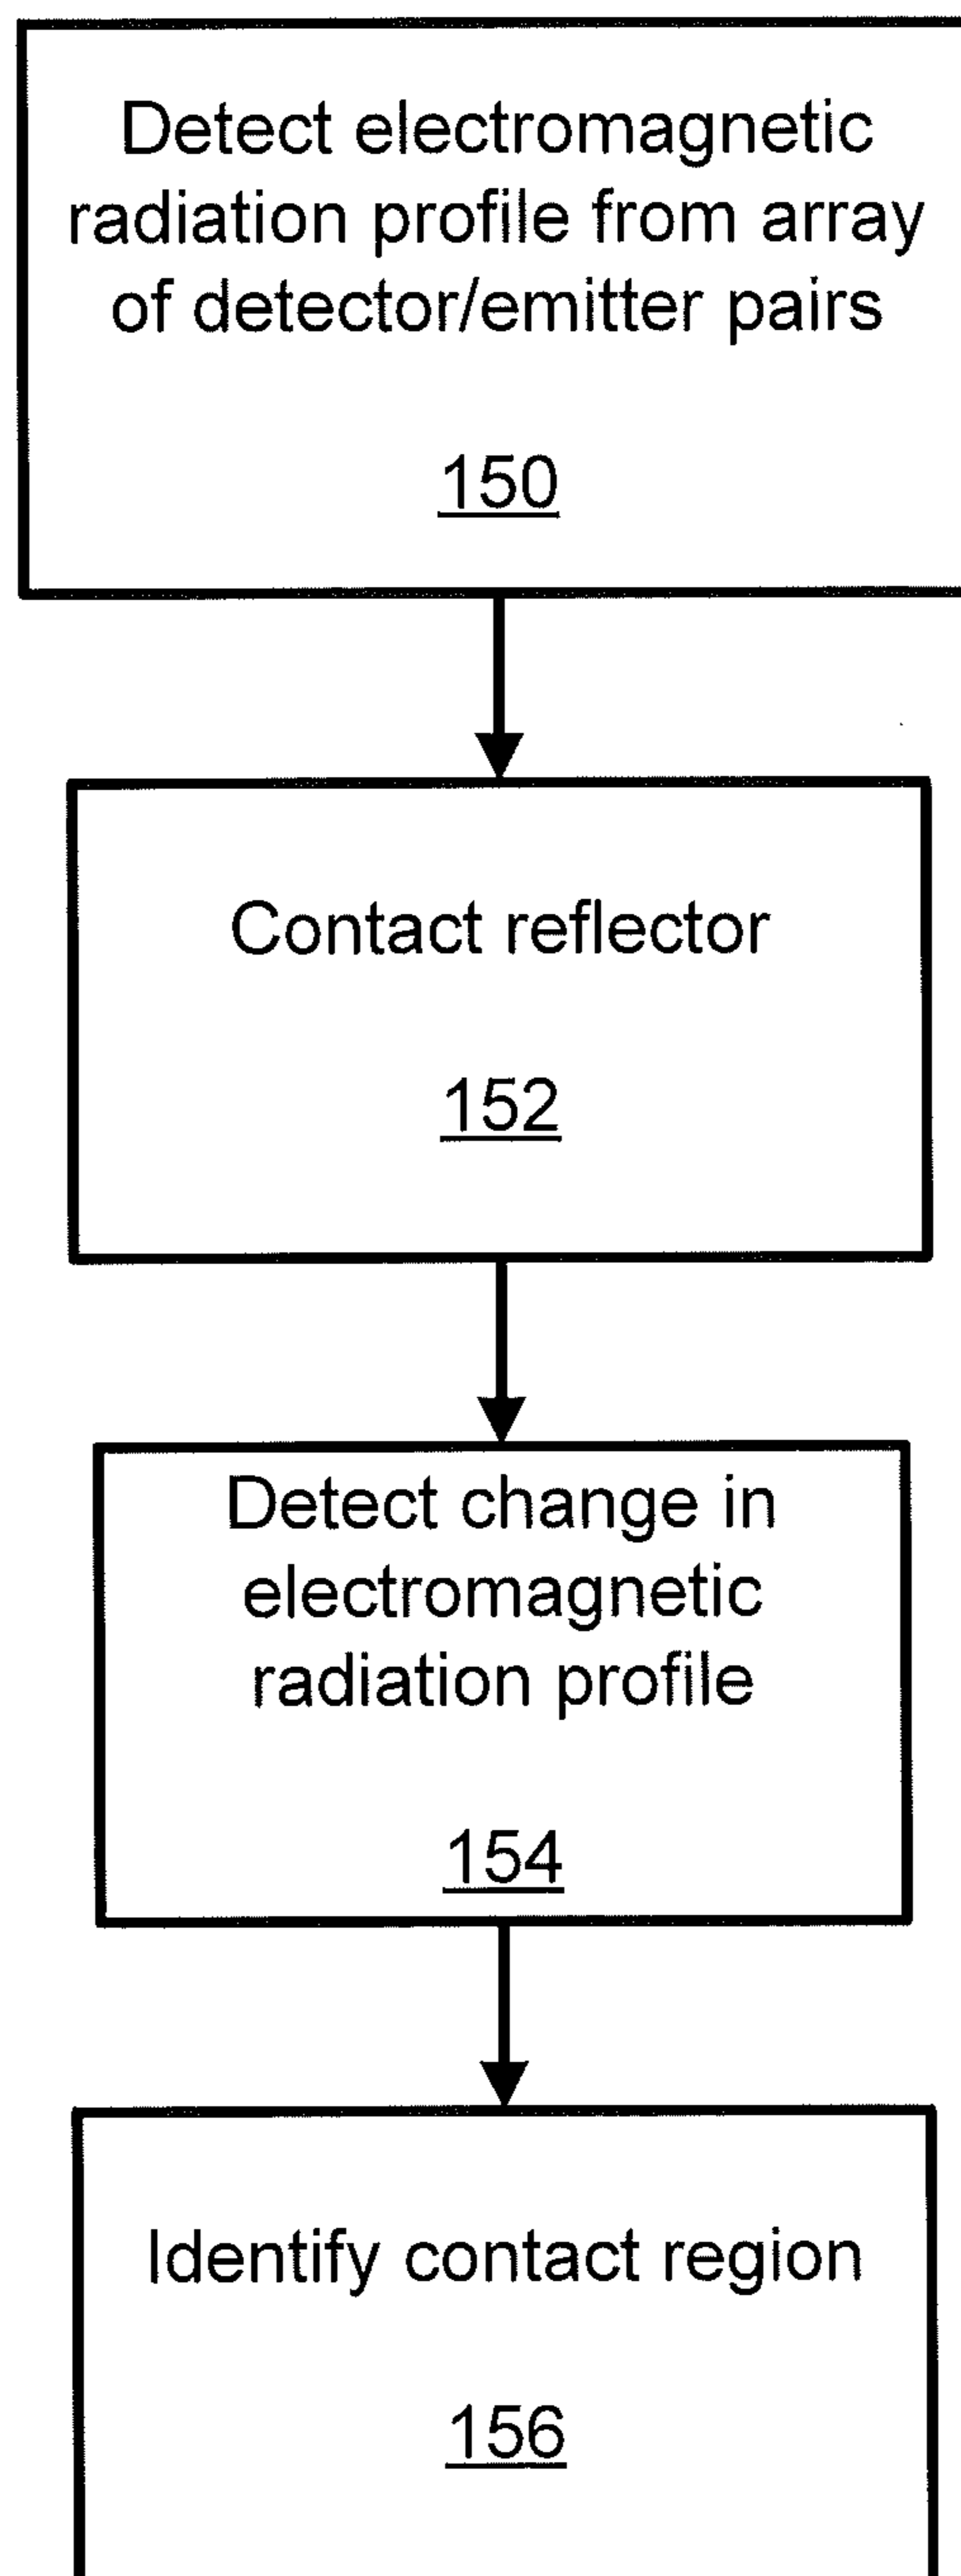 Detect electromagnetic
radiation profile from array
of detector/emitter pairs
150
Contact reflector
152
Detect change in
electromagnetic
radiation profile
154
Identify contact region
156